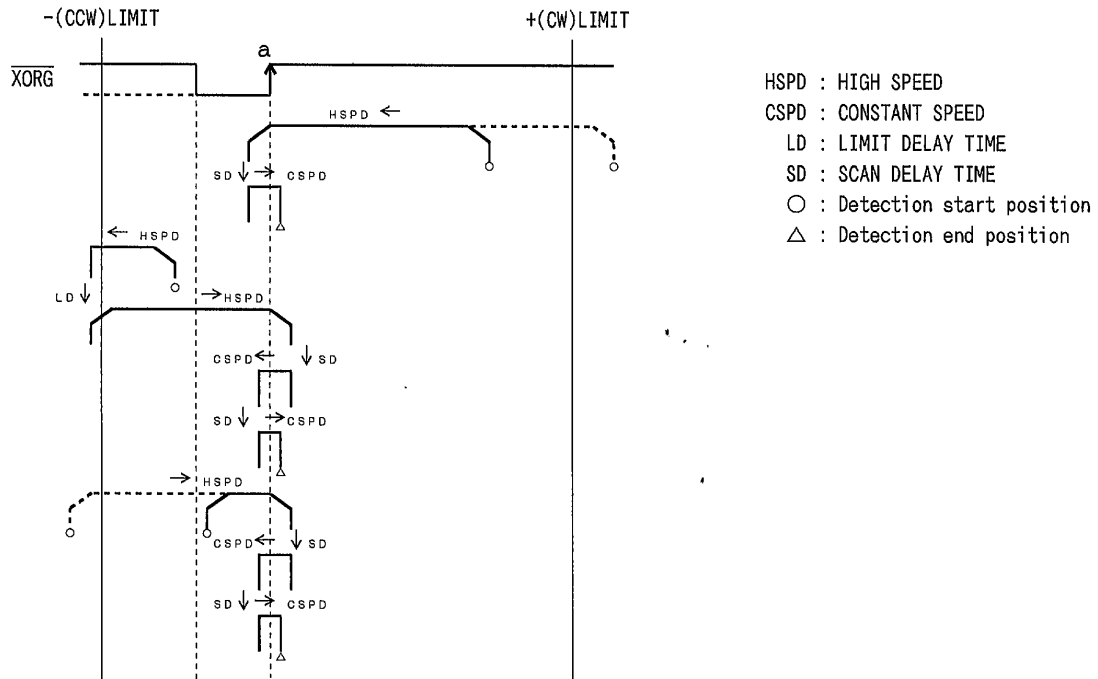 -(CCW)LIMIT
+(CW)LIMIT
a
XORG
HSPD ←
SD ↓ → CSPD
← HSPD
LD ↓
→ HSPD
CSPD ← ↓ SD
SD ↓ → CSPD
→ HSPD
CSPD ← ↓ SD
SD ↓ → CSPD
HSPD : HIGH SPEED
CSPD : CONSTANT SPEED
LD : LIMIT DELAY TIME
SD : SCAN DELAY TIME
○ : Detection start position
△ : Detection end position